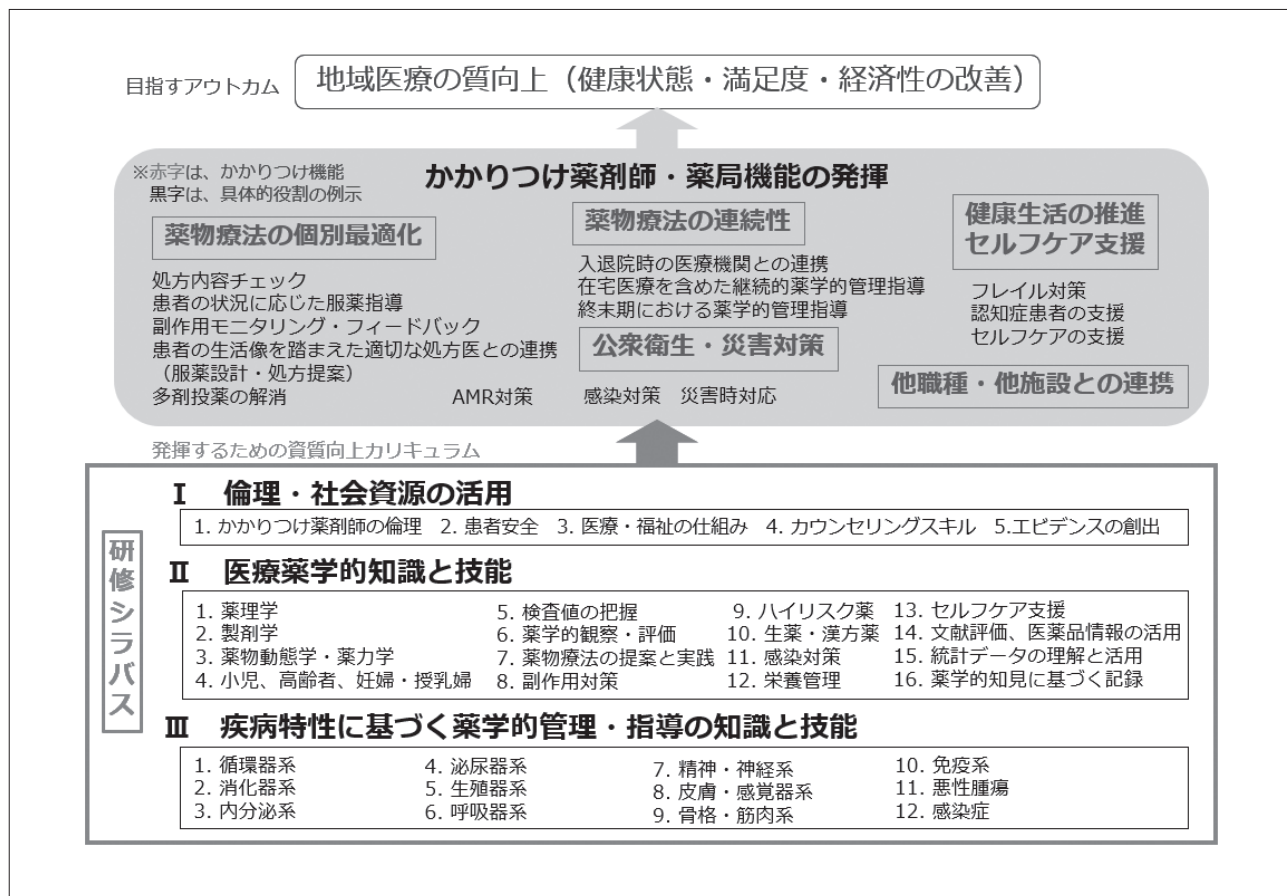 目指すアウトカム
地域医療の質向上（健康状態・満足度・経済性の改善）
※赤字は、かかりつけ機能
黒字は、具体的役割の例示
かかりつけ薬剤師・薬局機能の発揮
薬物療法の個別最適化
処方内容チェック
患者の状況に応じた服薬指導
副作用モニタリング・フィードバック
患者の生活像を踏まえた適切な処方医との連携
（服薬設計・処方提案）
多剤投薬の解消
AMR対策
薬物療法の連続性
入退院時の医療機関との連携
在宅医療を含めた継続的薬学的管理指導
終末期における薬学的管理指導
公衆衛生・災害対策
感染対策 災害時対応
健康生活の推進
セルフケア支援
フレイル対策
認知症患者の支援
セルフケアの支援
他職種・他施設との連携
発揮するための資質向上カリキュラム
研修シラバス
Ⅰ 倫理・社会資源の活用
1. かかりつけ薬剤師の倫理 2. 患者安全 3. 医療・福祉の仕組み 4. カウンセリングスキル 5.エビデンスの創出
Ⅱ 医療薬学的知識と技能
1. 薬理学
2. 製剤学
3. 薬物動態学・薬力学
4. 小児、高齢者、妊婦・授乳婦
5. 検査値の把握
6. 薬学的観察・評価
7. 薬物療法の提案と実践
8. 副作用対策
9. ハイリスク薬
10. 生薬・漢方薬
11. 感染対策
12. 栄養管理
13. セルフケア支援
14. 文献評価、医薬品情報の活用
15. 統計データの理解と活用
16. 薬学的知見に基づく記録
Ⅲ 疾病特性に基づく薬学的管理・指導の知識と技能
1. 循環器系
2. 消化器系
3. 内分泌系
4. 泌尿器系
5. 生殖器系
6. 呼吸器系
7. 精神・神経系
8. 皮膚・感覚器系
9. 骨格・筋肉系
10. 免疫系
11. 悪性腫瘍
12. 感染症